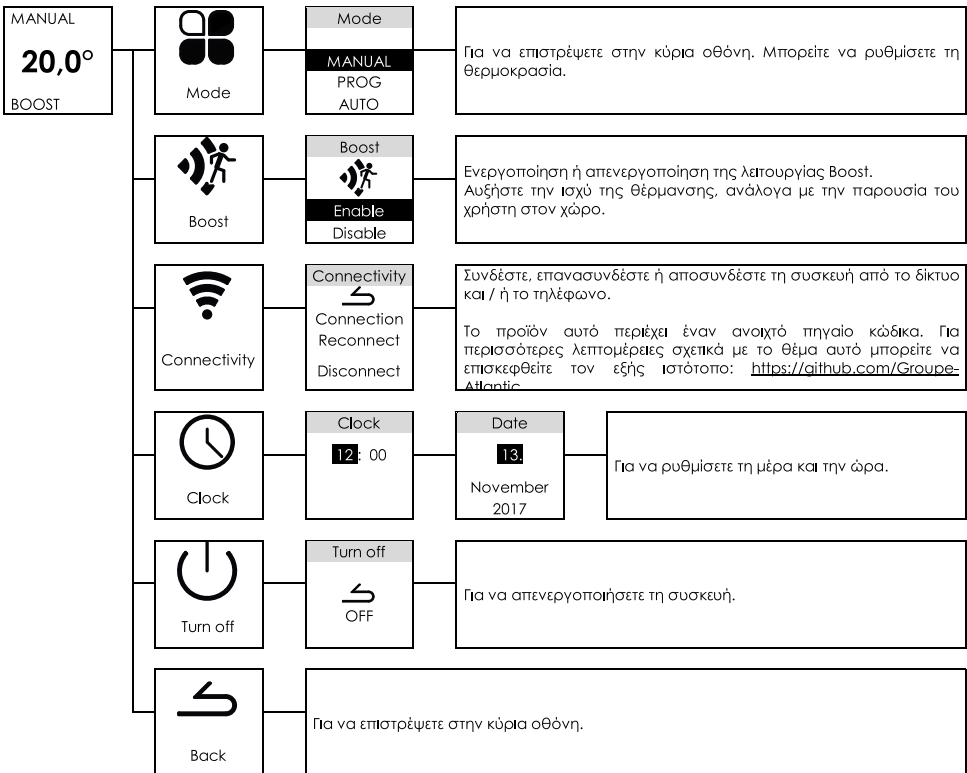 MANUAL
20,0°
BOOST
Mode
Mode
MANUAL
PROG
AUTO
Για να επιστρέψετε στην κύρια οθόνη. Μπορείτε να ρυθμίσετε τη
θερμοκρασία.
Boost
Boost
Enable
Disable
Ενεργοποίηση ή απενεργοποίηση της λειτουργίας Boost.
Αυξήστε την ισχύ της θέρμανσης, ανάλογα με την παρουσία του
χρήστη στον χώρο.
Connectivity
Connectivity
Connection
Reconnect
Disconnect
Συνδέστε, επανασυνδέστε ή αποσυνδέστε τη συσκευή από το δίκτυο
και / ή το τηλέφωνο.
Το προϊόν αυτό περιέχει έναν ανοιχτό πηγαίο κώδικα. Για
περισσότερες λεπτομέρειες σχετικά με το θέμα αυτό μπορείτε να
επισκεφθείτε τον εξής ιστότοπο: https://github.com/Groupe-
Atlantic
Clock
Clock
12 : 00
Date
13.
November
2017
Για να ρυθμίσετε τη μέρα και την ώρα.
Turn off
Turn off
OFF
Για να απενεργοποιήσετε τη συσκευή.
Back
Για να επιστρέψετε στην κύρια οθόνη.